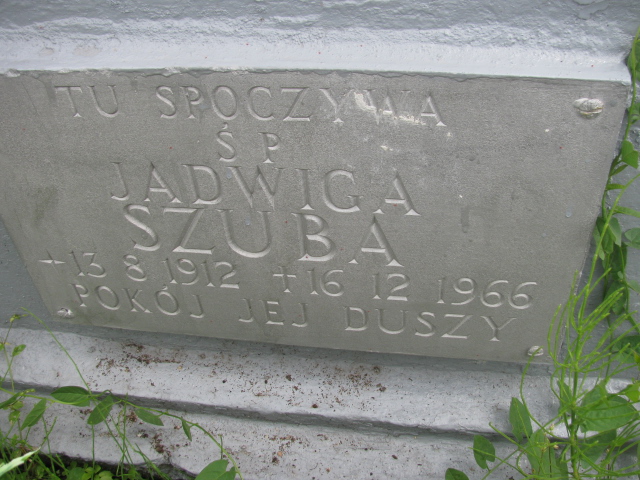 TU SPOCZYWA
Ś P
JADWIGA
SZUBA
* 13 8 1912 + 16 12 1966
POKÓJ JEJ DUSZY